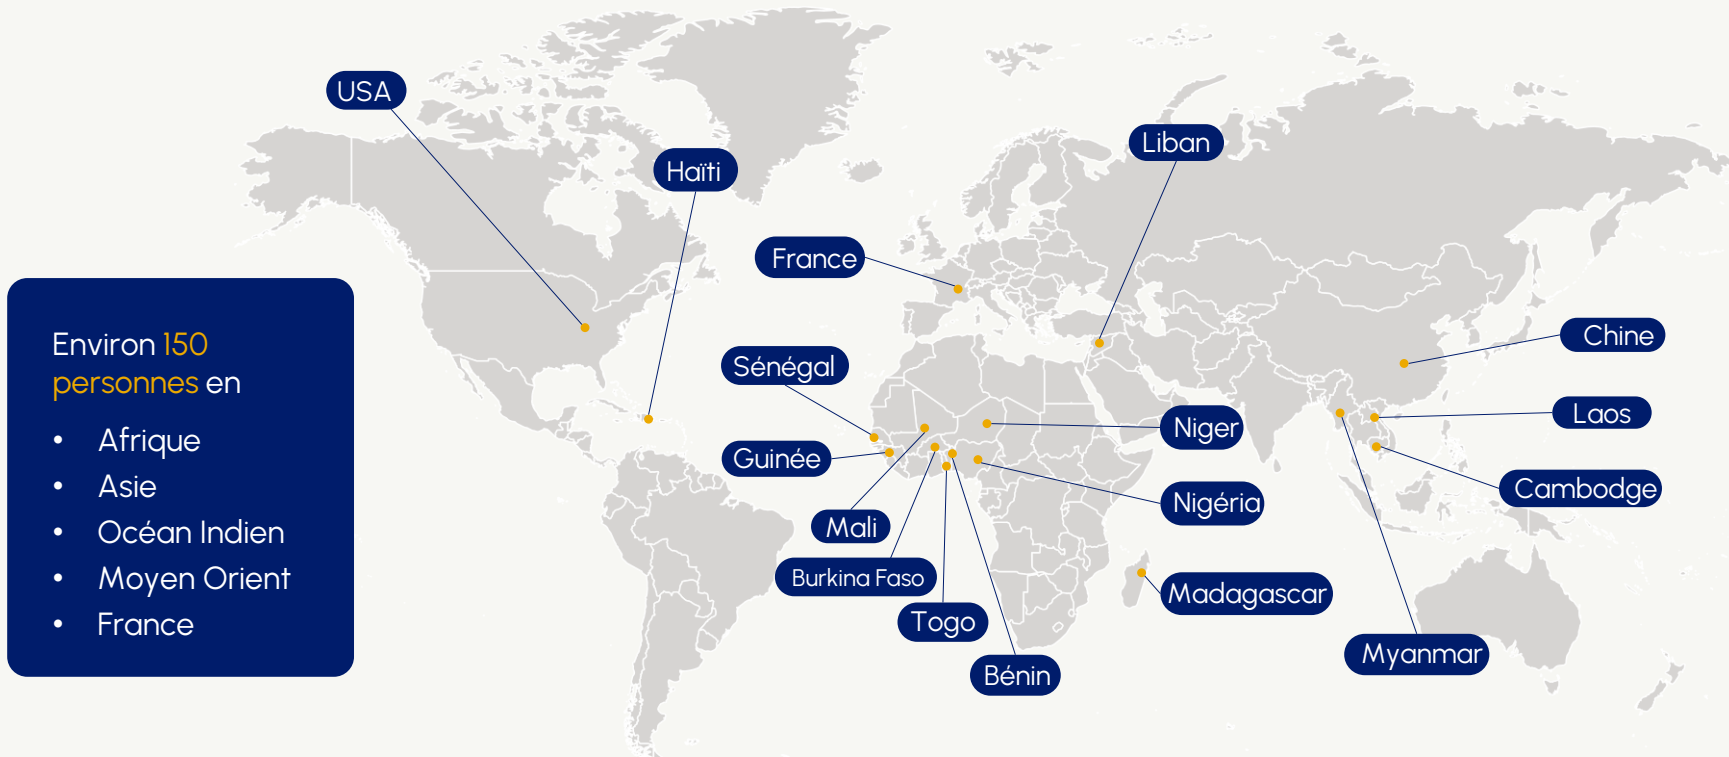 USA
Haïti
Liban
France
Environ 150
personnes en
• Afrique
• Asie
• Océan Indien
• Moyen Orient
• France
Sénégal
Guinée
Mali
Burkina Faso
Togo
Bénin
Niger
Nigéria
Madagascar
Chine
Laos
Cambodge
Myanmar